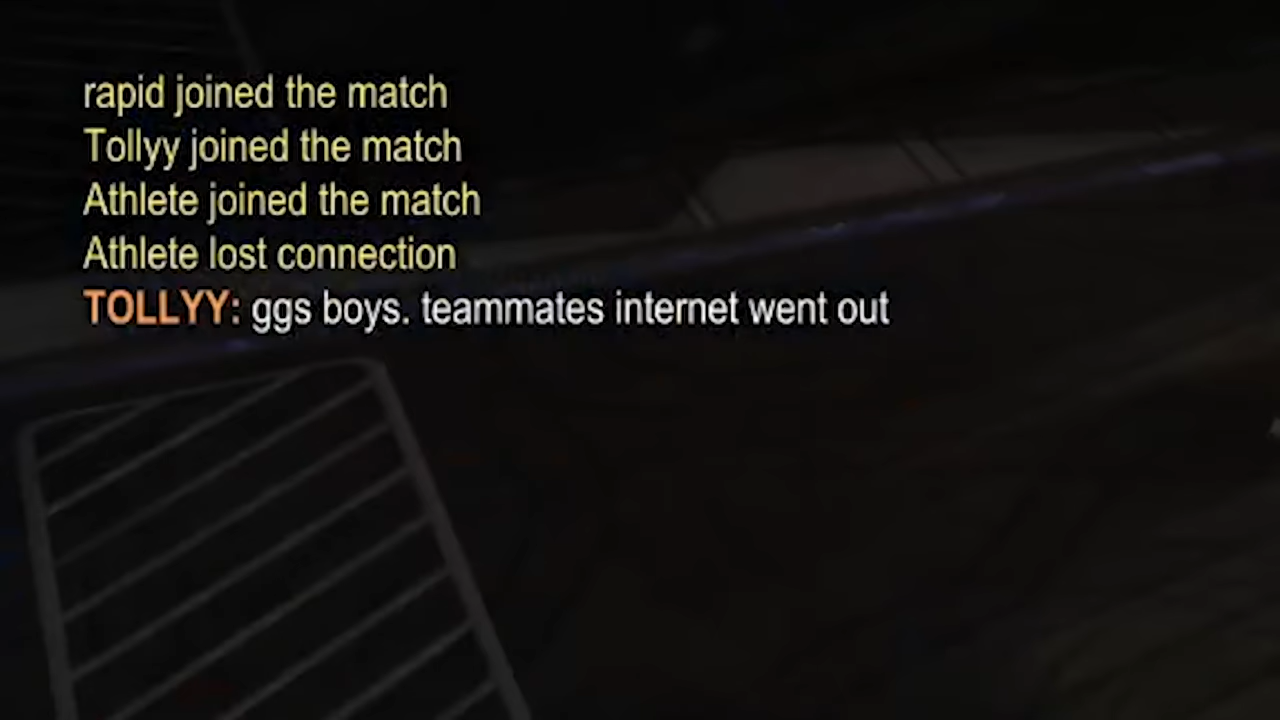 rapid joined the match
Tollyy joined the match
Athlete joined the match
Athlete lost connection
TOLLYY: ggs boys. teammates internet went out